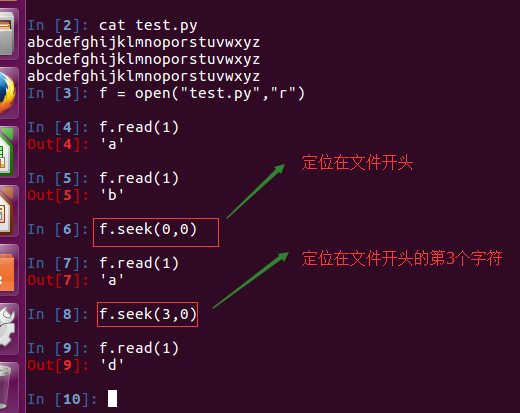 In [2]: cat test.py
abcdefghijklmnoporstuvwxyz
abcdefghijklmnoporstuvwxyz
abcdefghijklmnoporstuvwxyz
In [3]: f = open("test.py","r")
In [4]: f.read(1)
Out[4]: 'a'
In [5]: f.read(1)
Out[5]: 'b'
定位在文件开头
In [6]: f.seek(0,0)
In [7]: f.read(1)
Out[7]: 'a'
定位在文件开头的第3个字符
In [8]: f.seek(3,0)
In [9]: f.read(1)
Out[9]: 'd'
In [10]: